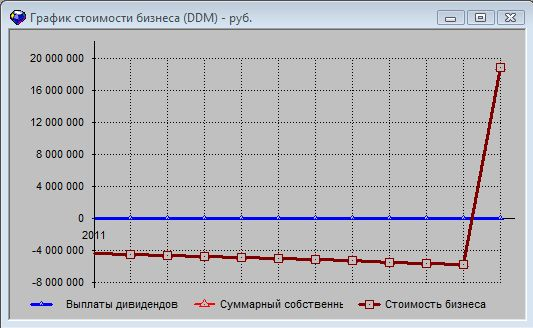 График стоимости бизнеса (DDM) - руб.
20 000 000
16 000 000
12 000 000
8 000 000
4 000 000
0
2011
-4 000 000
-8 000 000
Выплаты дивидендов Суммарный собственнь Стоимость бизнеса